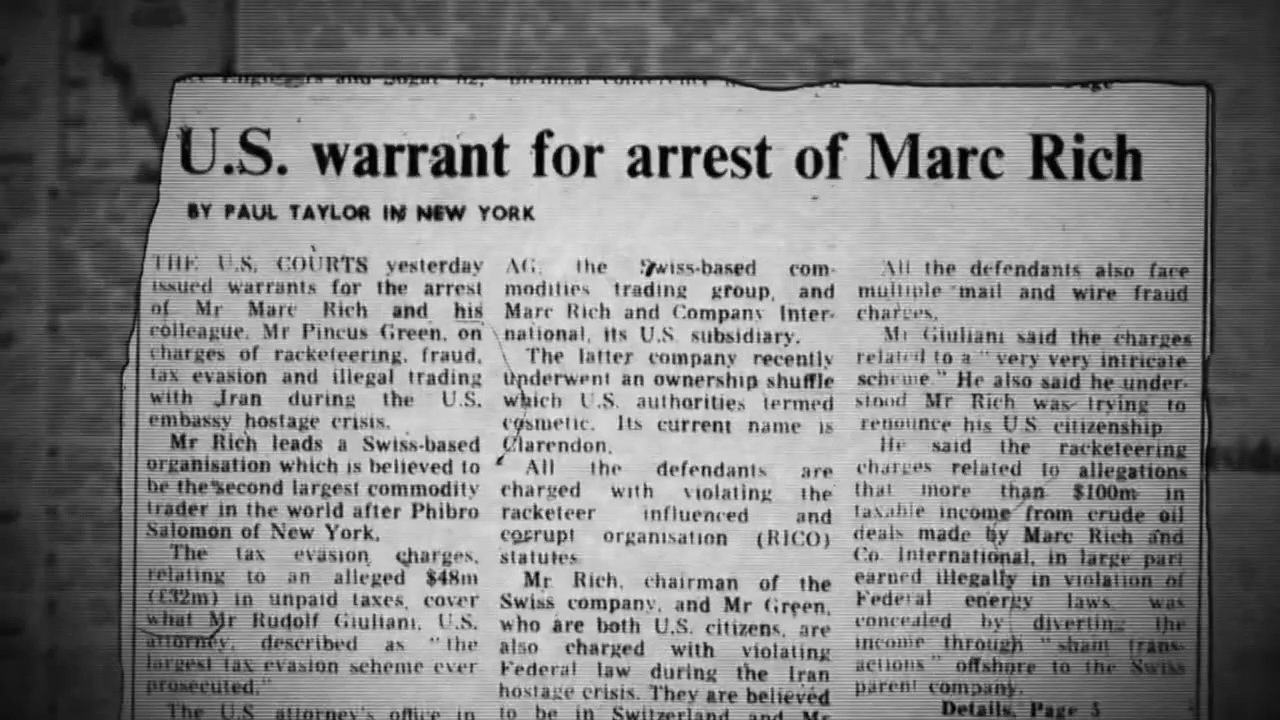 U.S. warrant for arrest of Marc Rich
BY PAUL TAYLOR IN NEW YORK
THE U.S. COURTS yesterday
issued warrants for the arrest
of Mr Marc Rich and his
colleague, Mr Pincus Green, on
charges of racketeering, fraud,
tax evasion and illegal trading
with Iran during the U.S.
embassy hostage crisis.
Mr Rich leads a Swiss-based
organisation which is believed to
be the second largest commodity
trader in the world after Phibro
Salomon of New York.
The tax evasion charges,
relating to an alleged $48m
(£32m) in unpaid taxes, cover
what Mr Rudolf Giuliani, U.S.
attorney, described as "the
largest tax evasion scheme ever
prosecuted."
The U.S. attorney's office in
AG, the Swiss-based com-
modities trading group, and
Marc Rich and Company Inter-
national, its U.S. subsidiary.
The latter company recently
underwent an ownership shuffle
which U.S. authorities termed
cosmetic. Its current name is
Clarendon.
All the defendants are
charged with violating the
racketeer influenced and
corrupt organisation (RICO)
statutes
Mr Rich, chairman of the
Swiss company, and Mr Green,
who are both U.S. citizens, are
also charged with violating
Federal law during the Iran
hostage crisis. They are believed
to be in Switzerland and Mr
All the defendants also face
multiple mail and wire fraud
charges.
Mr Giuliani said the charges
related to a "very very intricate
scheme." He also said he under-
stood Mr Rich was trying to
renounce his U.S. citizenship
He said the racketeering
charges related to allegations
that more than $100m in
taxable income from crude oil
deals made by Marc Rich and
Co. International, in large part
earned illegally in violation of
Federal energy laws, was
concealed by diverting the
income through "sham trans-
actions" offshore to the Swiss
parent company.
Details, Page 5